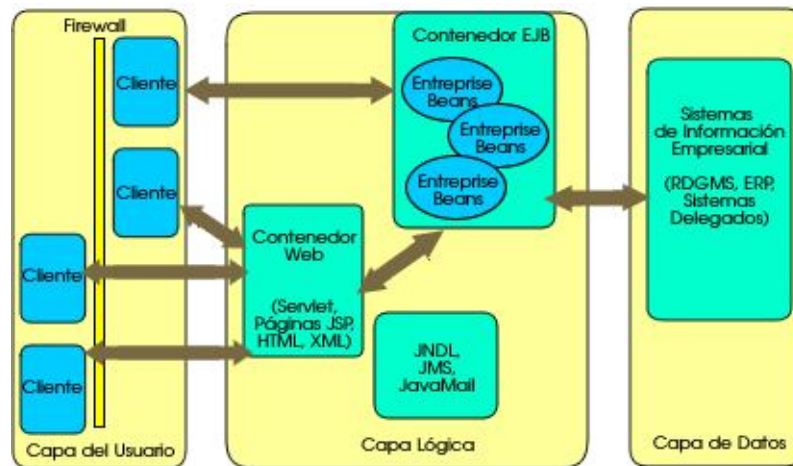 Firewall
Cliente
Cliente
Cliente
Cliente
Capa del Usuario
Contenedor EJB
Entreprise
Beans
Entreprise
Beans
Entreprise
Beans
Contenedor
Web
(Servlet,
Páginas JSP,
HTML, XML)
JNDL,
JMS,
JavaMail
Capa Lógica
Sistemas
de Información
Empresarial
(RDGMS, ERP,
Sistemas
Delegados)
Capa de Datos